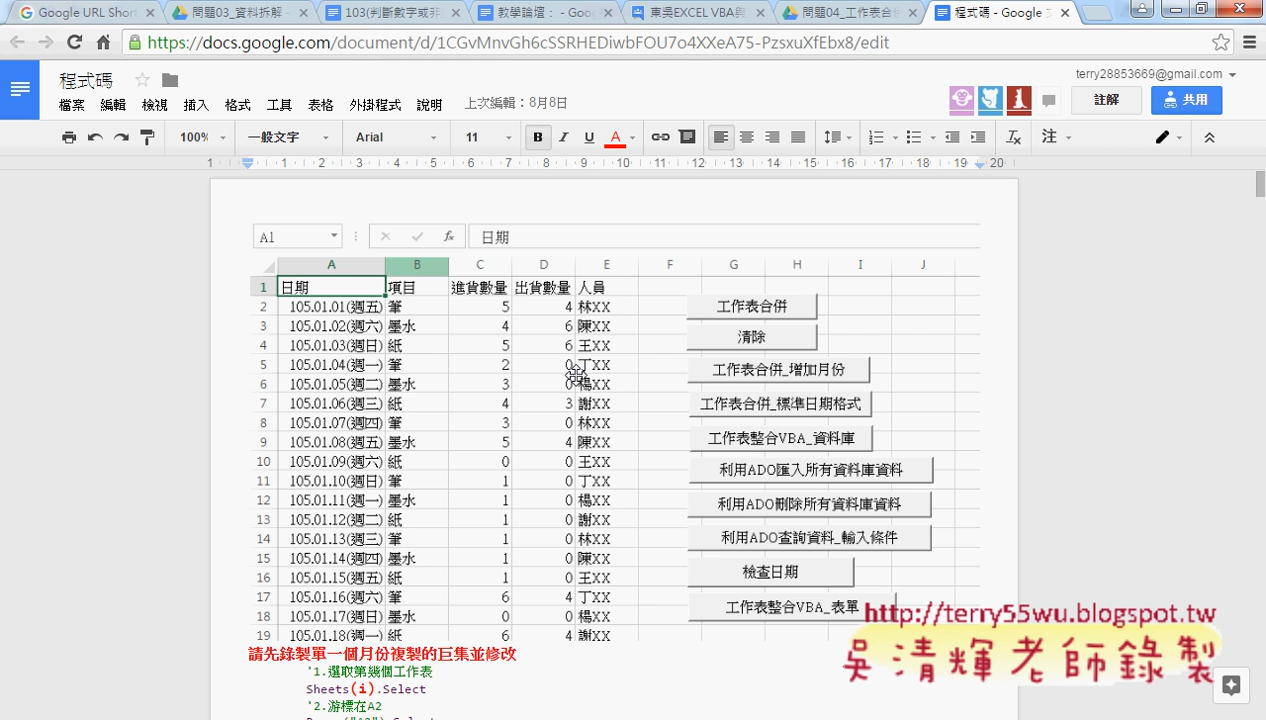 Google URL Short
問題03_資料拆解 -
103(判斷數字或非
教學論壇： - Goo
東吳EXCEL VBA與
問題04_工作表合併
程式碼 - Google 文
https://docs.google.com/document/d/1CGvMnvGh6cSSRHEDiwbFOU7o4XXeA75-PzsxuXfEbx8/edit
程式碼
terry28853669@gmail.com
檔案 編輯 檢視 插入 格式 工具 表格 外掛程式 說明 上次編輯：8月8日
註解 共用
100% 一般文字 Arial 11 B I U A 注
1 1 2 3 4 5 6 7 8 9 10 11 12 13 14 15 16 17 18 19 20
A1 fx 日期
A B C D E F G H I J
1 日期 項目 進貨數量 出貨數量 人員
2 105.01.01(週五) 筆 5 4 林XX 工作表合併
3 105.01.02(週六) 墨水 4 6 陳XX
4 105.01.03(週日) 紙 5 6 王XX 清除
5 105.01.04(週一) 筆 2 0 丁XX 工作表合併_增加月份
6 105.01.05(週二) 墨水 3 0 楊XX
7 105.01.06(週三) 紙 4 3 謝XX 工作表合併_標準日期格式
8 105.01.07(週四) 筆 3 0 林XX
9 105.01.08(週五) 墨水 5 4 陳XX 工作表整合VBA_資料庫
10 105.01.09(週六) 紙 0 0 王XX 利用ADO匯入所有資料庫資料
11 105.01.10(週日) 筆 1 0 丁XX
12 105.01.11(週一) 墨水 1 0 楊XX 利用ADO刪除所有資料庫資料
13 105.01.12(週二) 紙 1 0 謝XX
14 105.01.13(週三) 筆 1 0 林XX 利用ADO查詢資料_輸入條件
15 105.01.14(週四) 墨水 1 0 陳XX
16 105.01.15(週五) 紙 1 0 王XX 檢查日期
17 105.01.16(週六) 筆 6 4 丁XX 工作表整合VBA_表單
18 105.01.17(週日) 墨水 0 0 楊XX
19 105.01.18(週一) 紙 6 4 謝XX
http://terry55wu.blogspot.tw
吳清輝老師錄製
請先錄製單一個月份複製的巨集並修改
'1.選取第幾個工作表
Sheets(i).Select
'2.游標在A2